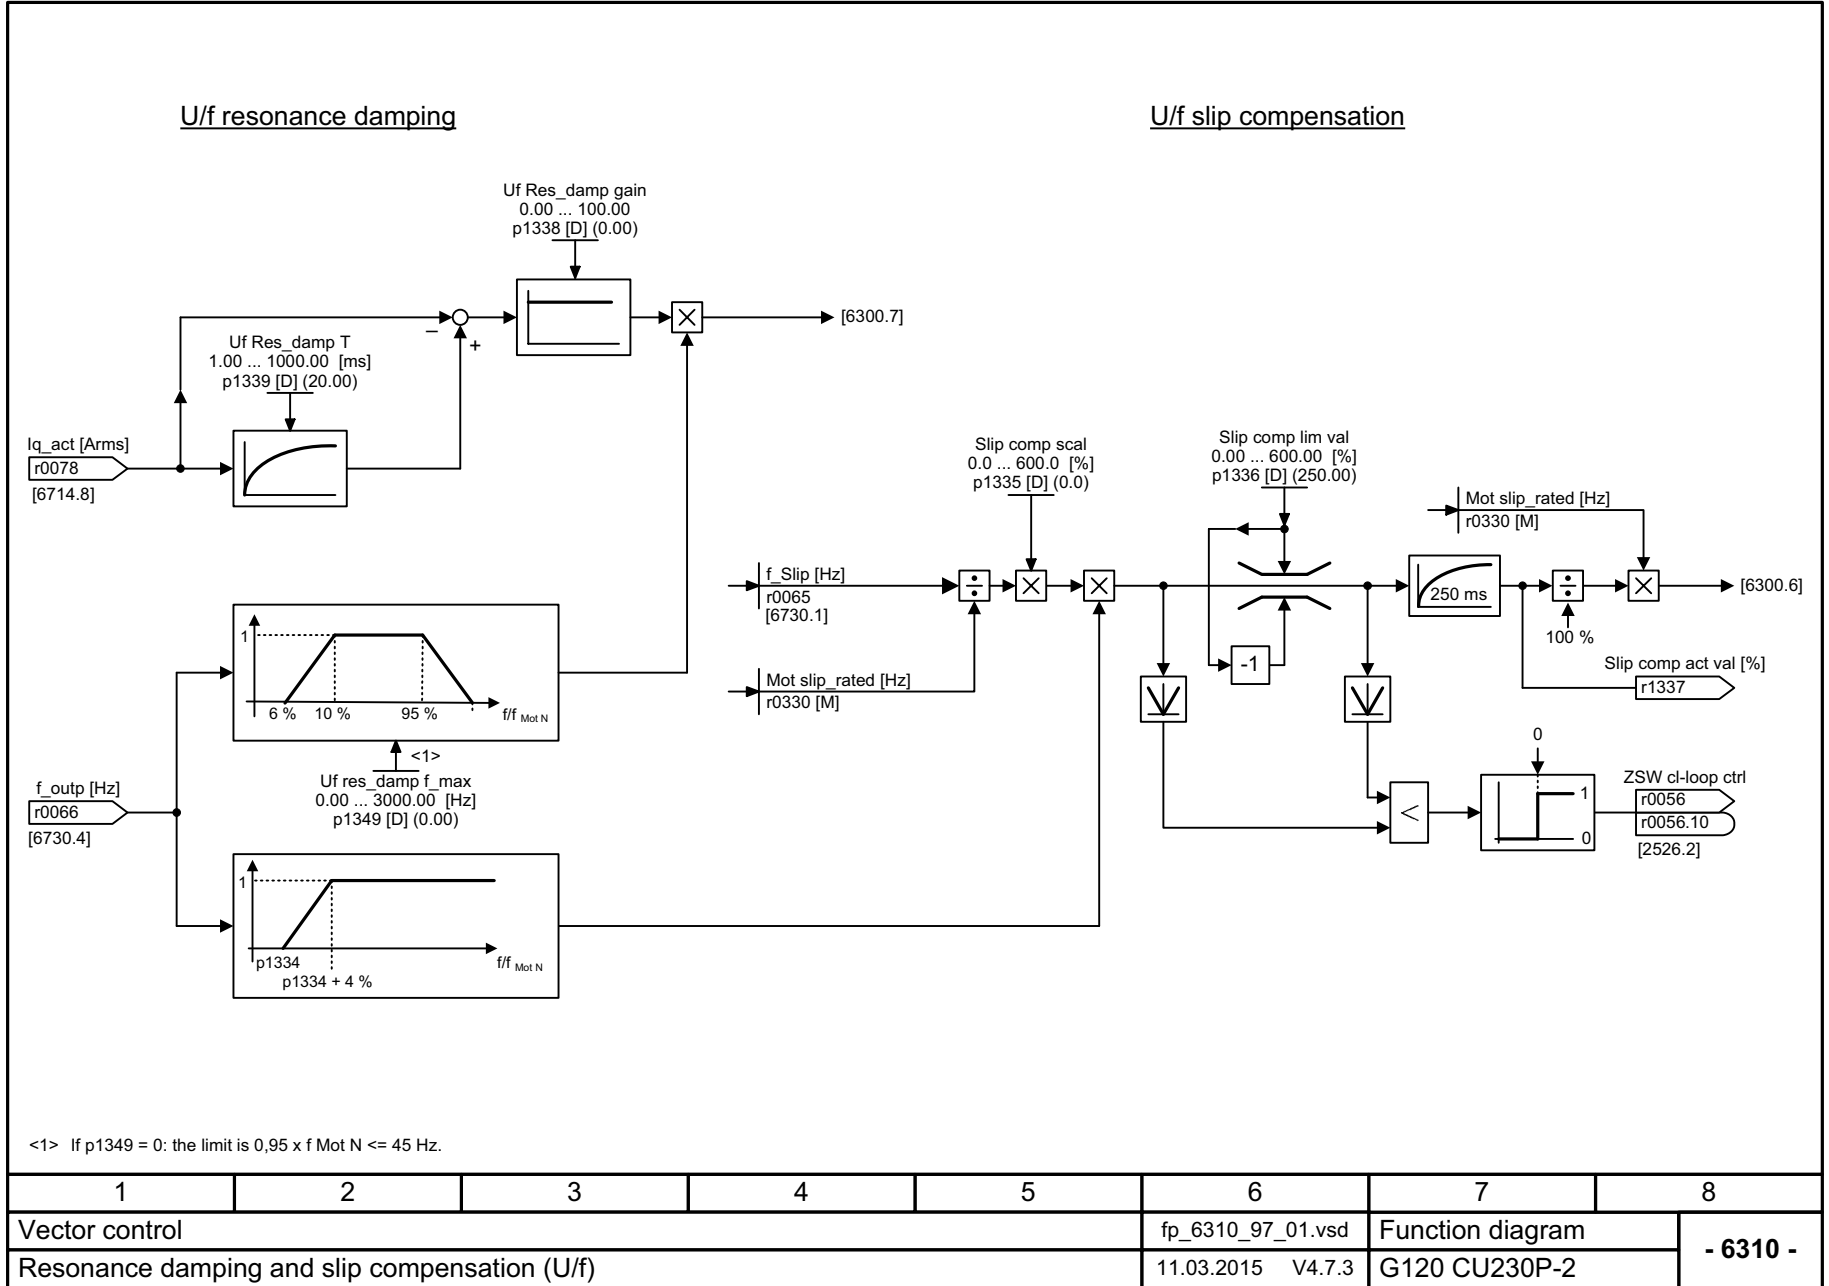 U/f resonance damping
U/f slip compensation
Uf Res_damp gain
0.00 ... 100.00
p1338 [D] (0.00)
–
+
[6300.7]
Uf Res_damp T
1.00 ... 1000.00 [ms]
p1339 [D] (20.00)
Iq_act [Arms]
r0078
[6714.8]
Slip comp scal
0.0 ... 600.0 [%]
p1335 [D] (0.0)
Slip comp lim val
0.00 ... 600.00 [%]
p1336 [D] (250.00)
Mot slip_rated [Hz]
r0330 [M]
f_Slip [Hz]
r0065
[6730.1]
250 ms
100 %
[6300.6]
-1
Slip comp act val [%]
r1337
Mot slip_rated [Hz]
r0330 [M]
1
6 %
10 %
95 %
f/f Mot N
<1>
Uf res_damp f_max
0.00 ... 3000.00 [Hz]
p1349 [D] (0.00)
f_outp [Hz]
r0066
[6730.4]
<
0
1
0
ZSW cl-loop ctrl
r0056
r0056.10
[2526.2]
1
p1334
p1334 + 4 %
f/f Mot N
<1> If p1349 = 0: the limit is 0,95 x f Mot N <= 45 Hz.
1 2 3 4 5 6 7 8
Vector control
fp_6310_97_01.vsd
Function diagram
- 6310 -
Resonance damping and slip compensation (U/f)
11.03.2015 V4.7.3
G120 CU230P-2